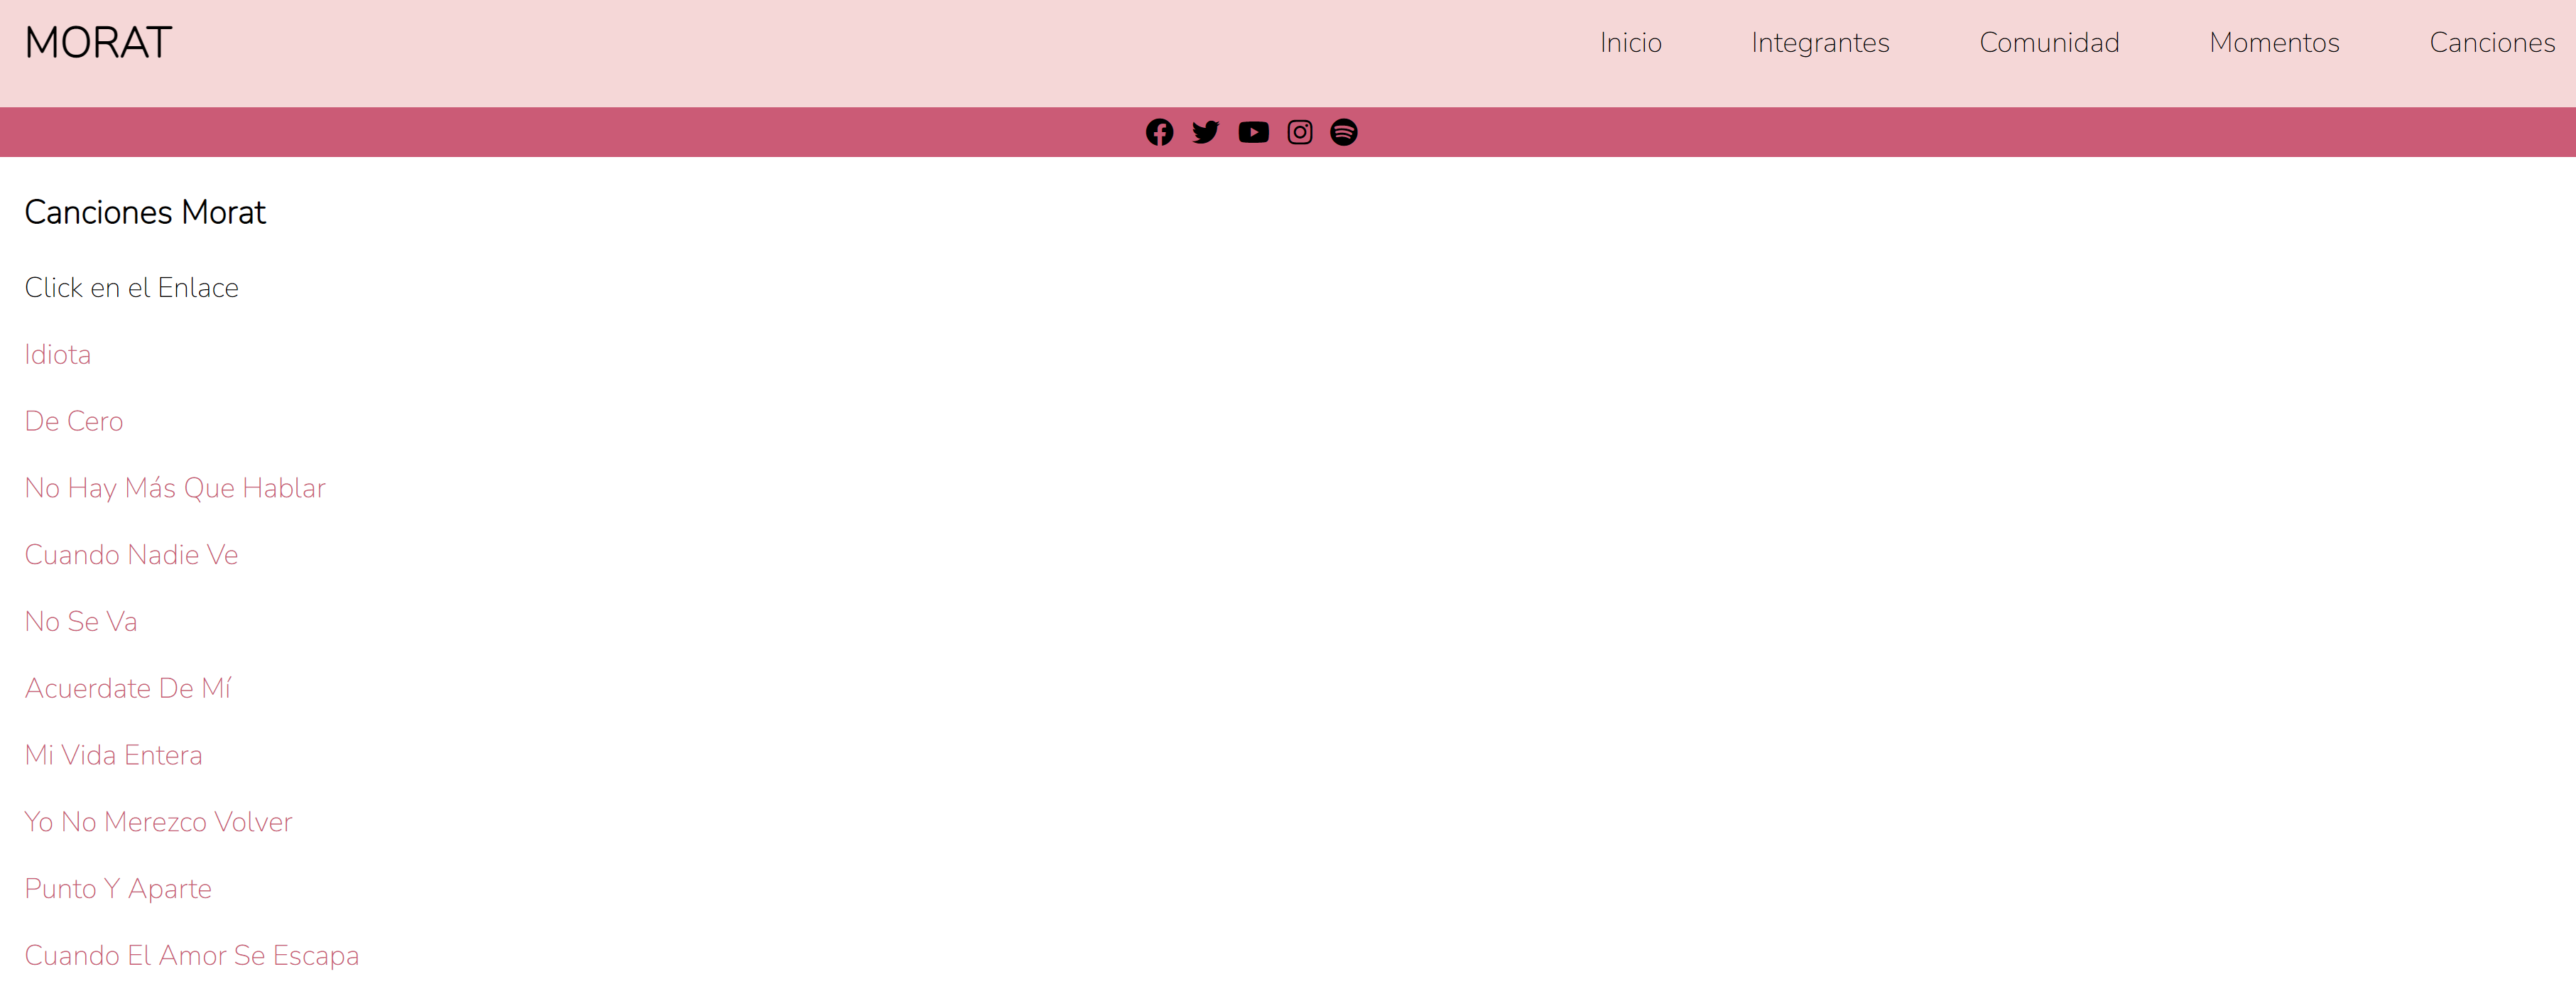 MORAT
Inicio Integrantes Comunidad Momentos Canciones
Canciones Morat
Click en el Enlace
Idiota
De Cero
No Hay Más Que Hablar
Cuando Nadie Ve
No Se Va
Acuerdate De Mí
Mi Vida Entera
Yo No Merezco Volver
Punto Y Aparte
Cuando El Amor Se Escapa